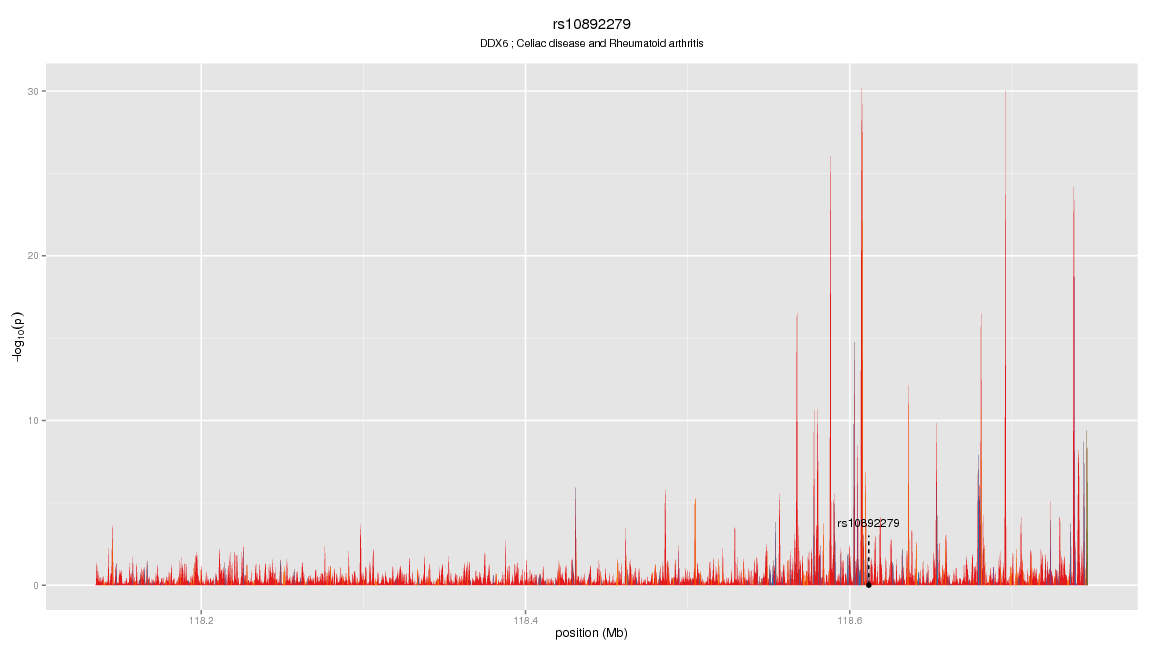 rs10892279
DDX6 ; Celiac disease and Rheumatoid arthritis
30
20
10
0
−log10(p)
rs10892279
118.2
118.4
118.6
position (Mb)